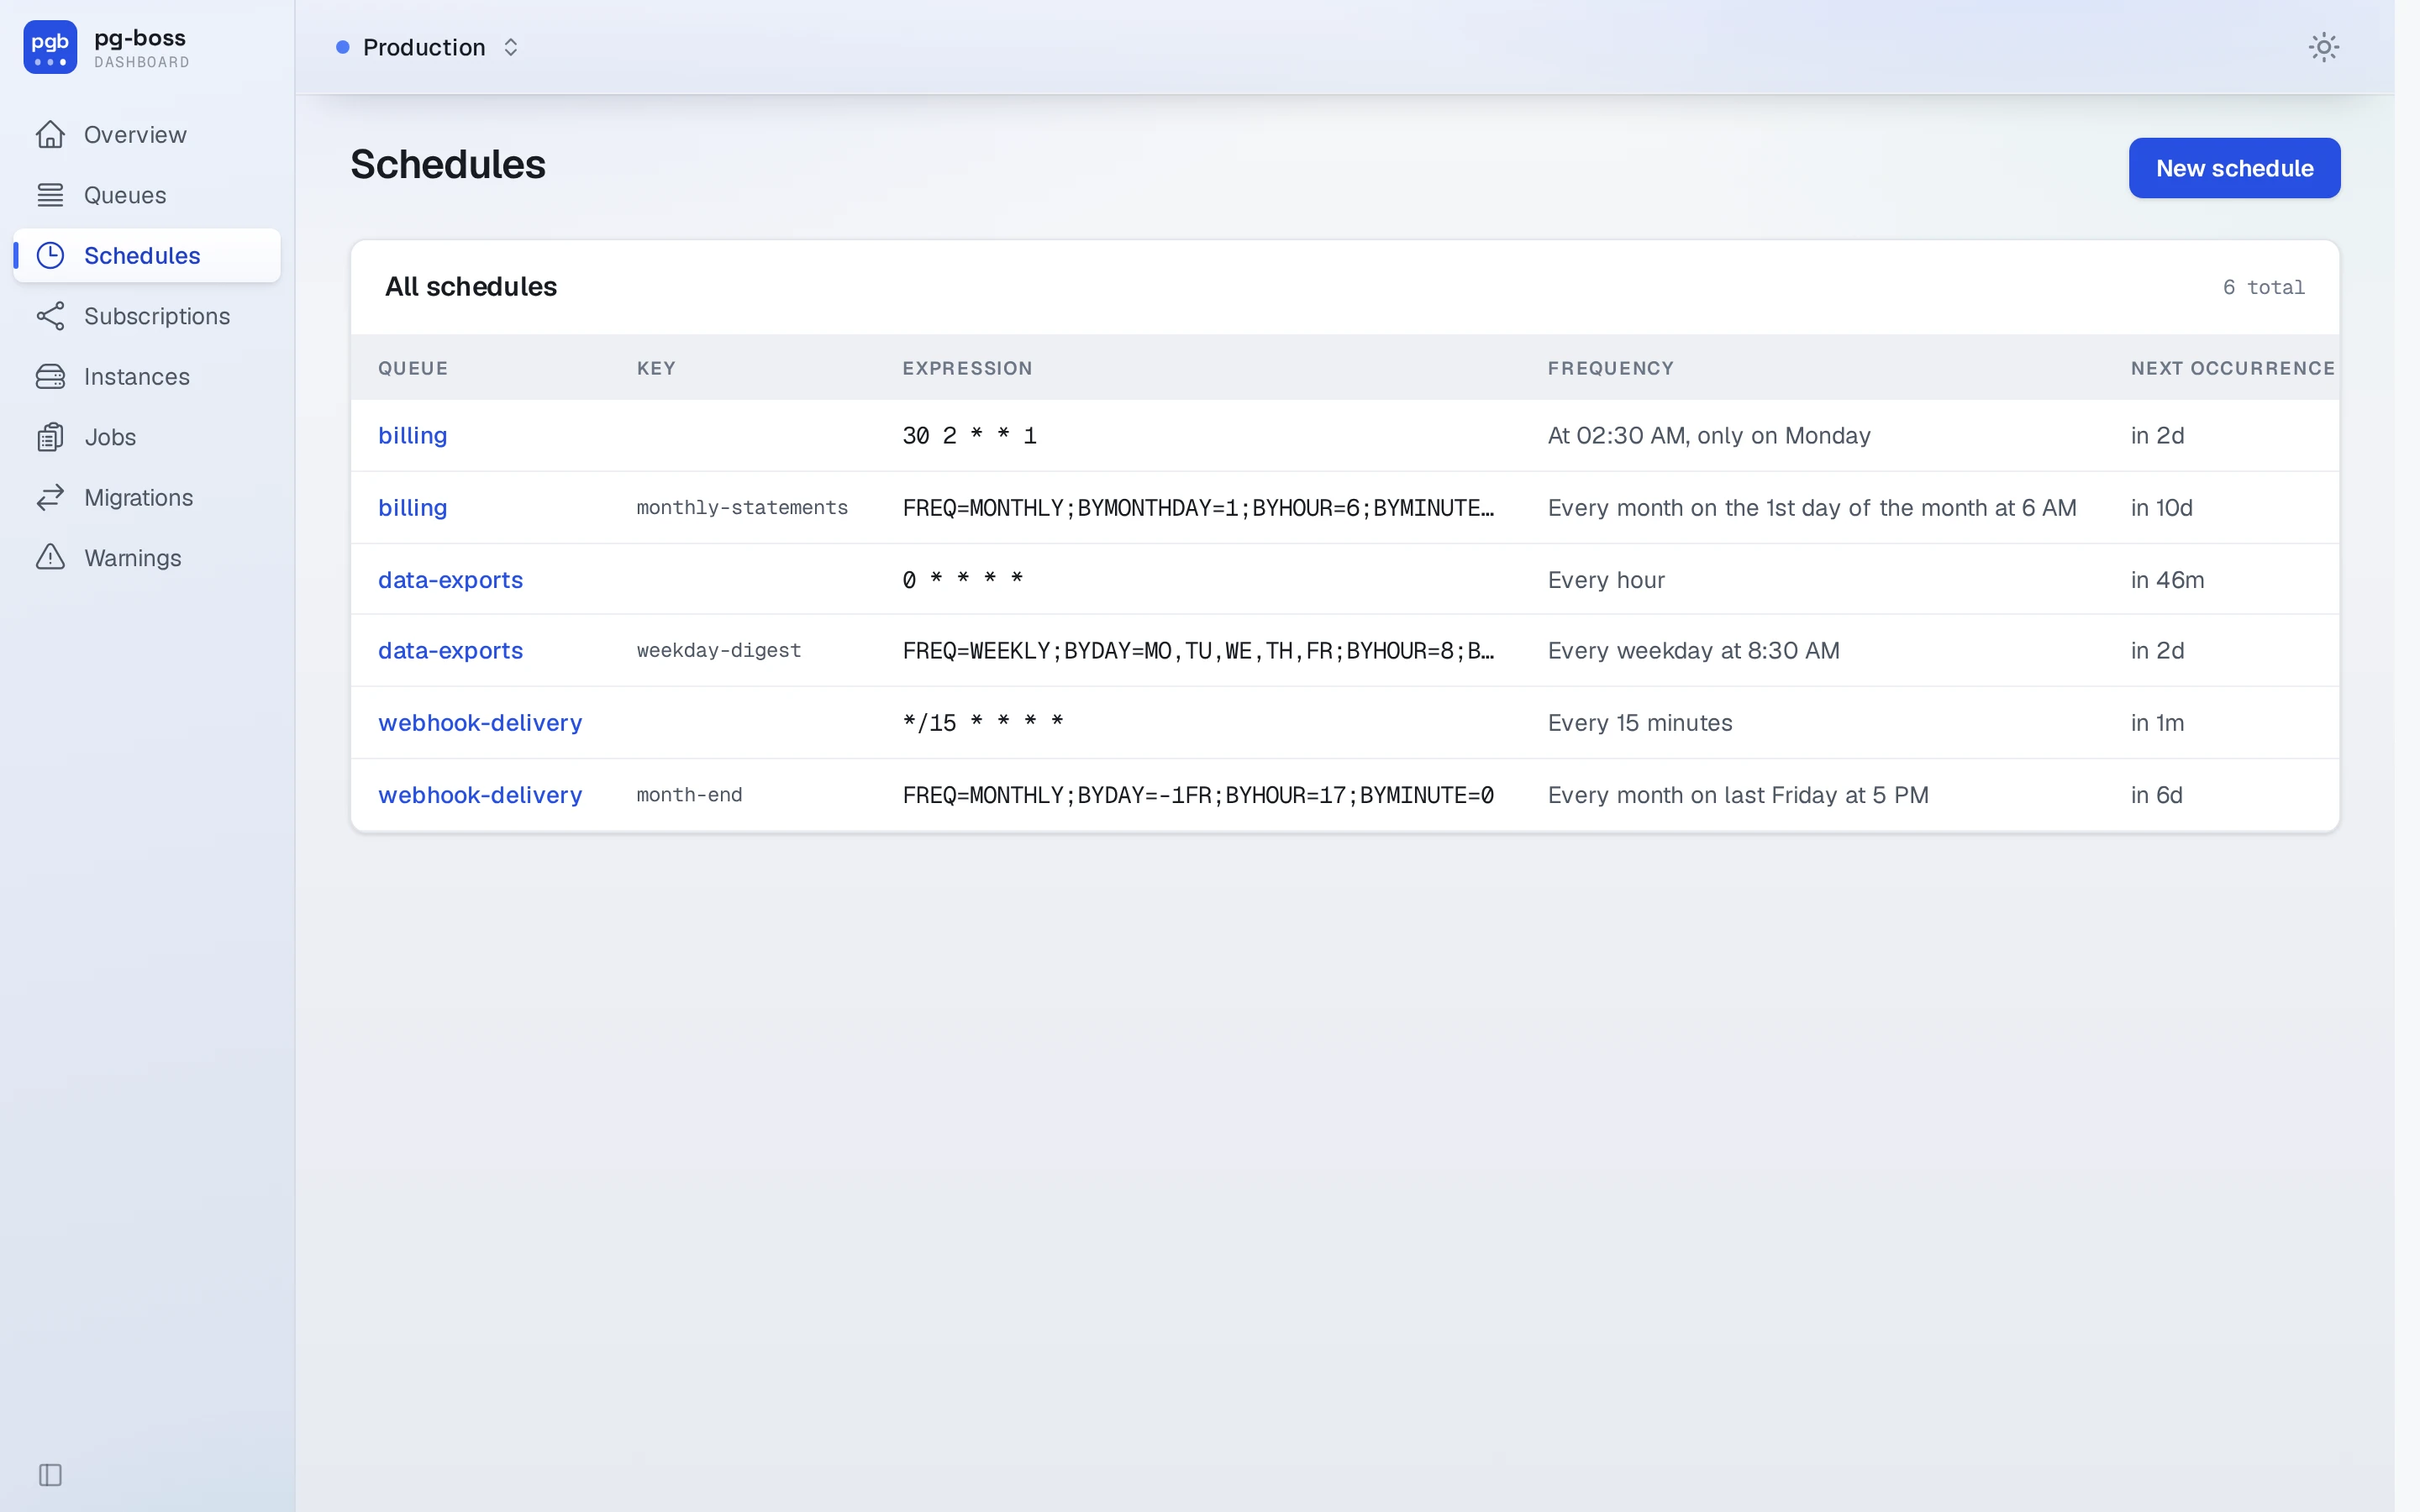 pgb
pg-boss
DASHBOARD
Production
Overview
Queues
Schedules
Subscriptions
Instances
Jobs
Migrations
Warnings
Schedules
New schedule
All schedules
6 total
QUEUE KEY EXPRESSION FREQUENCY NEXT OCCURRENCE
billing 30 2 * * 1 At 02:30 AM, only on Monday in 2d
billing monthly-statements FREQ=MONTHLY;BYMONTHDAY=1;BYHOUR=6;BYMINUTE… Every month on the 1st day of the month at 6 AM in 10d
data-exports 0 * * * * Every hour in 46m
data-exports weekday-digest FREQ=WEEKLY;BYDAY=MO,TU,WE,TH,FR;BYHOUR=8;B… Every weekday at 8:30 AM in 2d
webhook-delivery */15 * * * * Every 15 minutes in 1m
webhook-delivery month-end FREQ=MONTHLY;BYDAY=-1FR;BYHOUR=17;BYMINUTE=0 Every month on last Friday at 5 PM in 6d